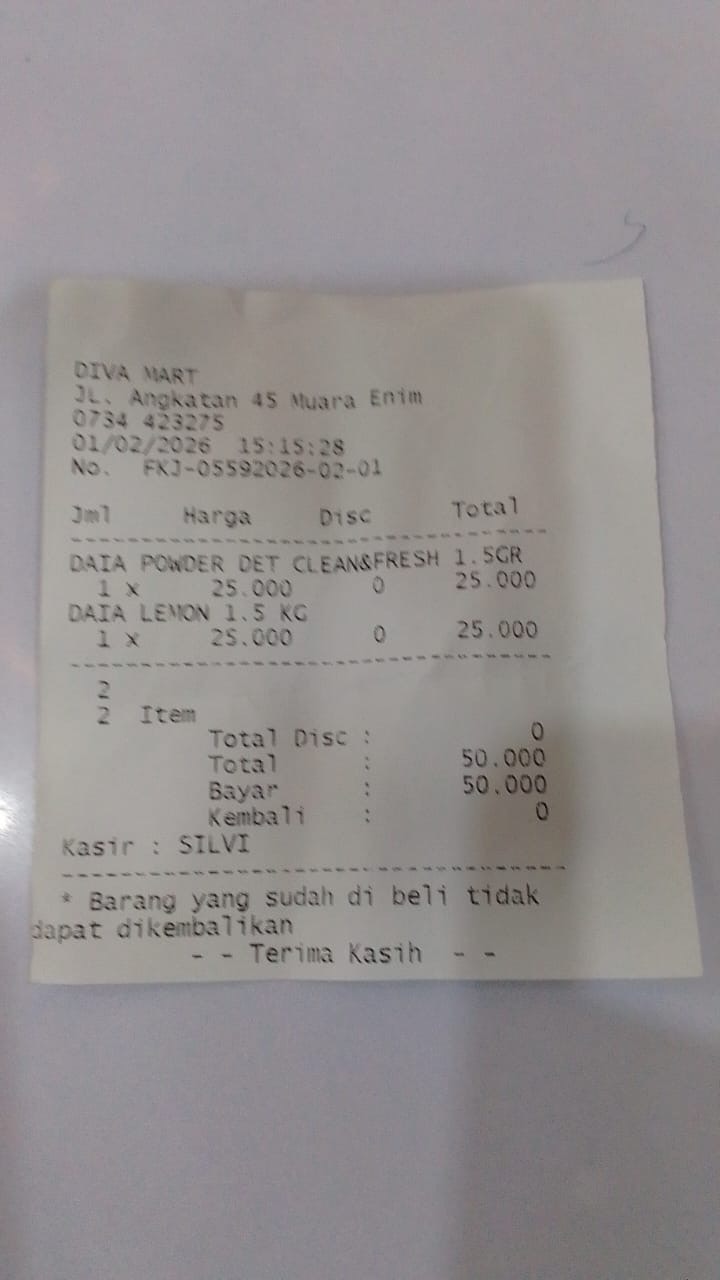 DIVA MART
JL. Angkatan 45 Muara Enim
0734 423275
01/02/2026 15:15:28
No. FKJ-05592026-02-01
Jml Harga Disc Total
DAIA POWDER DET CLEAN&FRESH 1.5GR
1 x 25.000 0 25.000
DAIA LEMON 1.5 KG
1 x 25.000 0 25.000
2
2 Item
Total Disc : 0
Total : 50.000
Bayar : 50.000
Kembali : 0
Kasir : SILVI
* Barang yang sudah di beli tidak
dapat dikembalikan
- - Terima Kasih - -